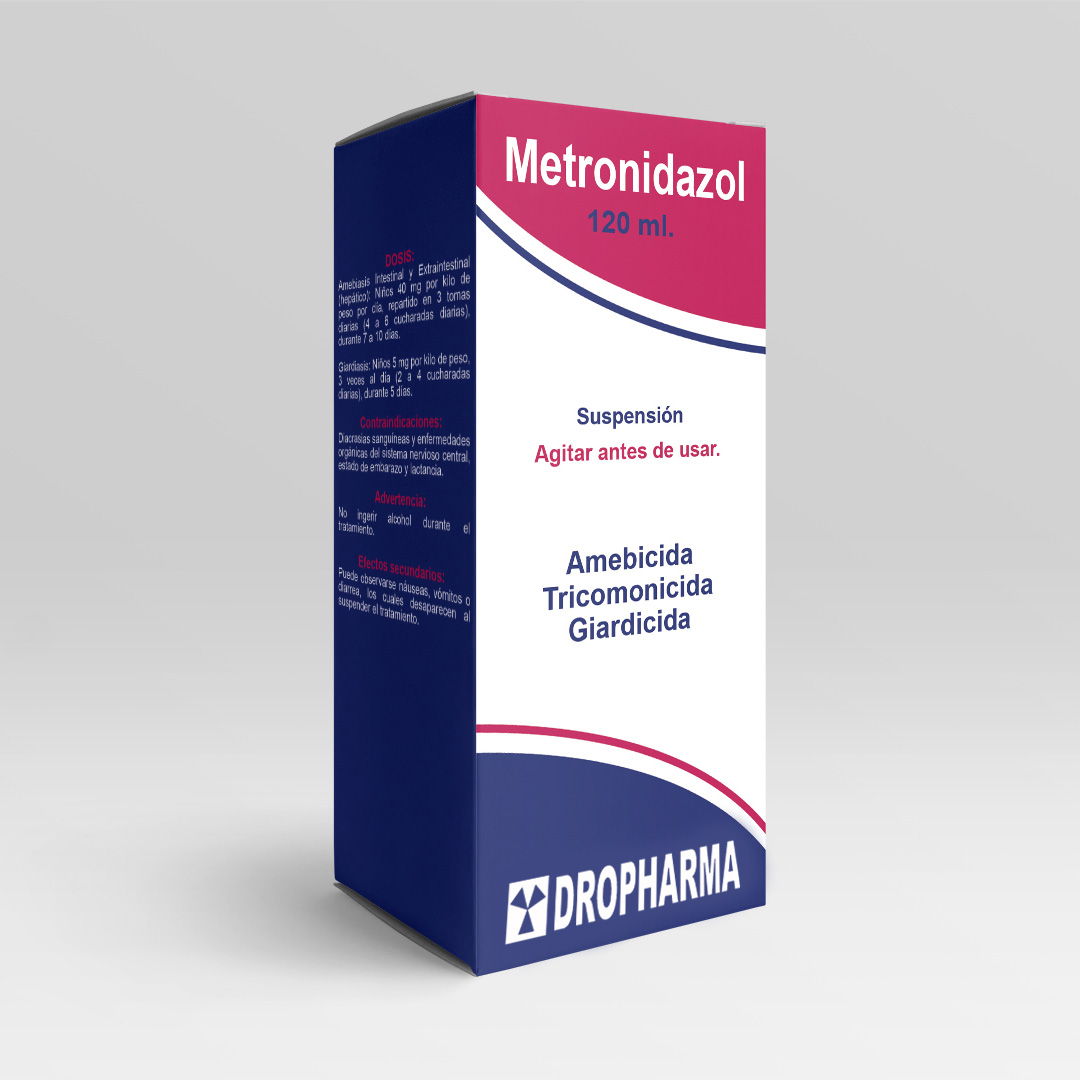 Metronidazol
120 ml.
Suspensión
Agitar antes de usar.
Amebicida
Tricomonicida
Giardicida
DROPHARMA
DOSIS:
Amebiasis Intestinal y Extraintestinal
(hepático): Niños 40 mg por kilo de
peso por día, repartido en 3 tomas
diarias (4 a 6 cucharadas diarias),
durante 7 a 10 días.
Giardiasis: Niños 5 mg por kilo de peso,
3 veces al día (2 a 4 cucharadas
diarias), durante 5 días.
Contraindicaciones:
Diacrasias sanguíneas y enfermedades
orgánicas del sistema nervioso central,
estado de embarazo y lactancia.
Advertencia:
No ingerir alcohol durante el
tratamiento.
Efectos secundarios:
Puede observarse náuseas, vómitos o
diarrea, los cuales desaparecen al
suspender el tratamiento.